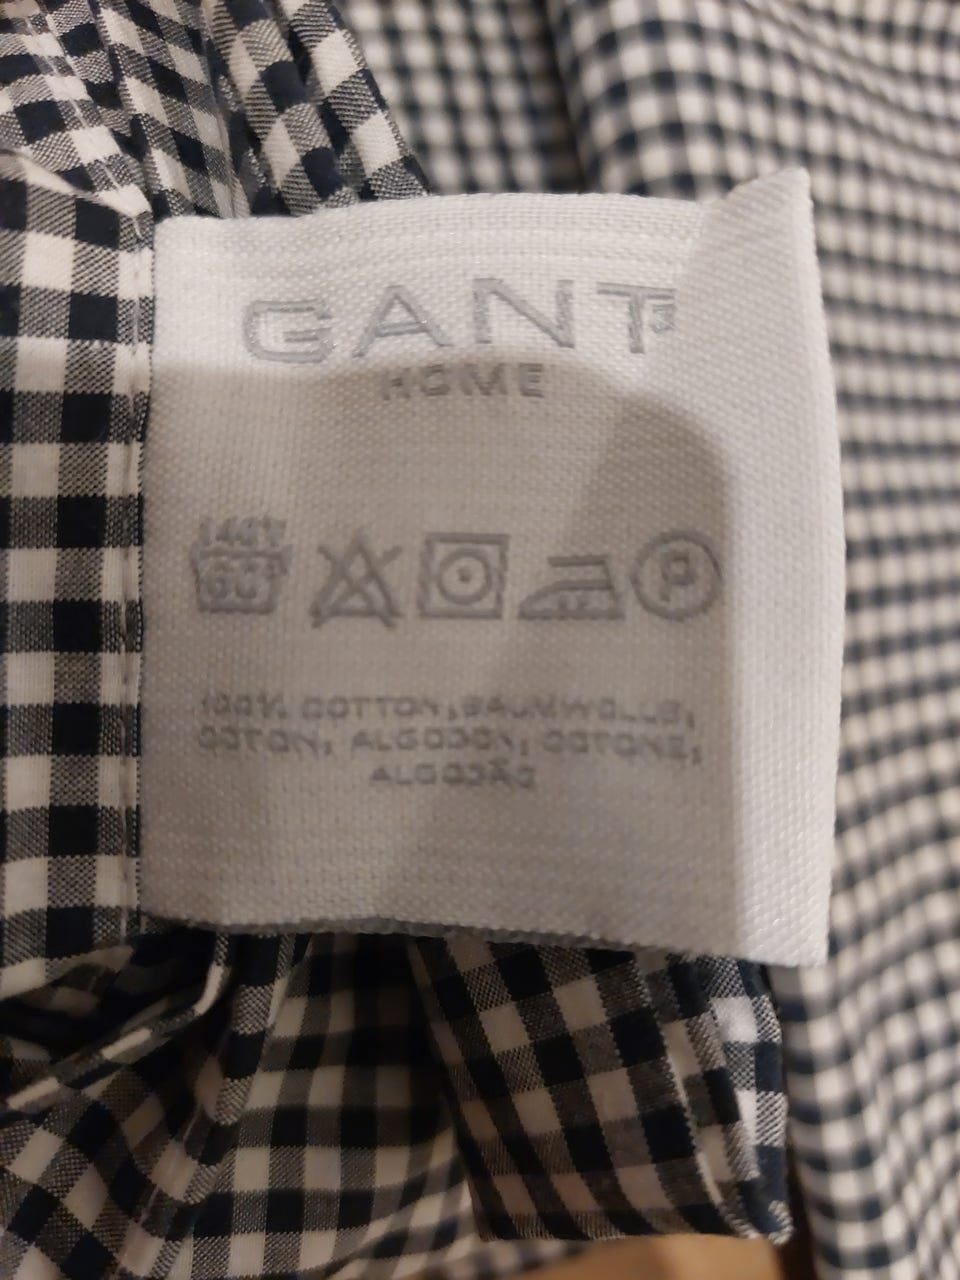 GANT
HOME
140°F
60°
P
100% COTTON, BAUMWOLLE,
COTON, ALGODON, COTONE,
ALGODÃO